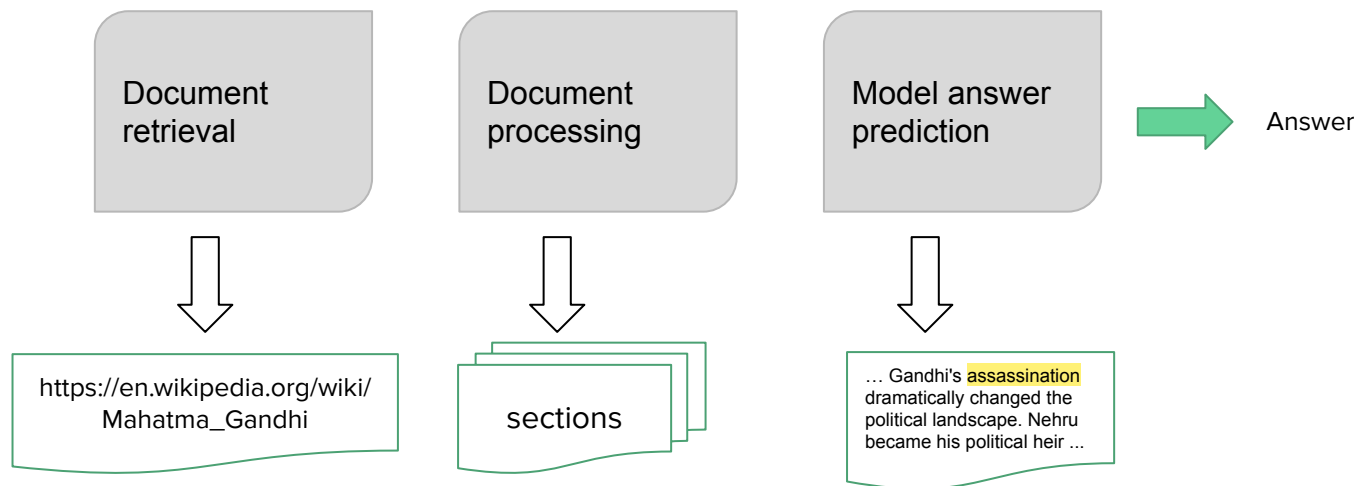 Document
retrieval
Document
processing
Model answer
prediction
Answer
https://en.wikipedia.org/wiki/
Mahatma_Gandhi
sections
… Gandhi's assassination
dramatically changed the
political landscape. Nehru
became his political heir ...